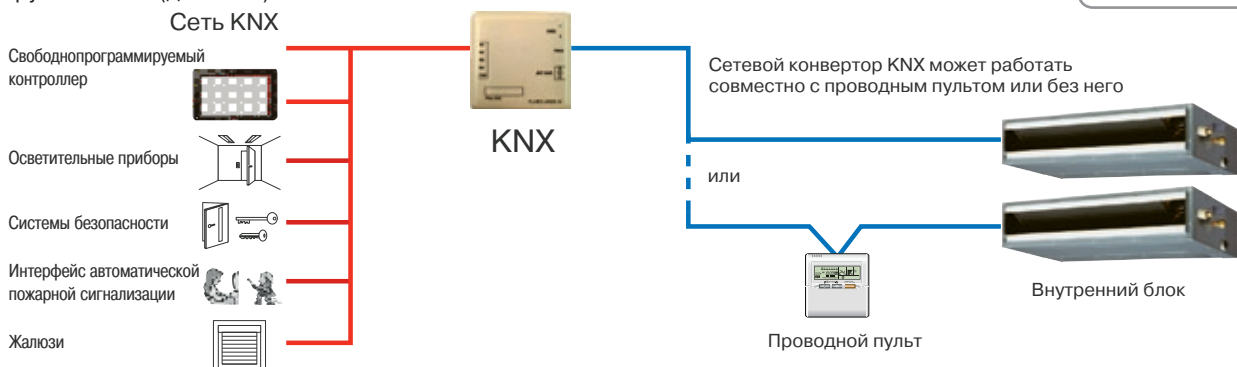 Сеть KNX
Свободнопрограммируемый
контроллер
Осветительные приборы
Системы безопасности
Интерфейс автоматической
пожарной сигнализации
Жалюзи
KNX
Сетевой конвертор KNX может работать
совместно с проводным пультом или без него
или
Проводной пульт
Внутренний блок